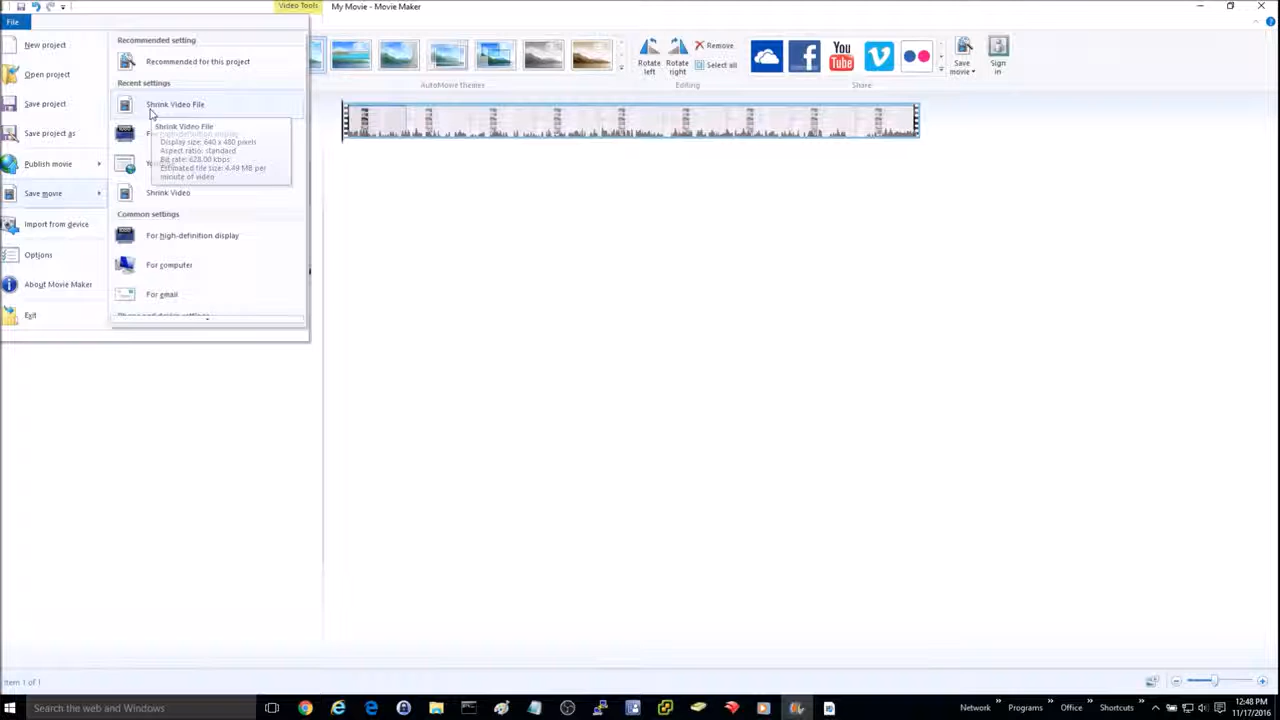 Video Tools
My Movie - Movie Maker
File
New project
Open project
Save project
Save project as
Publish movie
Save movie
Import from device
Options
About Movie Maker
Exit
Recommended setting
Recommended for this project
Recent settings
Shrink Video File
Shrink Video File
Display size: 640 x 480 pixels
Aspect ratio: standard
Bit rate: 628.00 kbps
Estimated file size: 4.49 MB per
minute of video
Shrink Video
Common settings
For high-definition display
For computer
For email
Rotate left
Rotate right
Remove
Select all
You Tube
Save movie
Sign in
AutoMovie themes
Editing
Share
Item 1 of 1
Search the web and Windows
Network
Programs
Office
Shortcuts
12:48 PM
11/17/2016